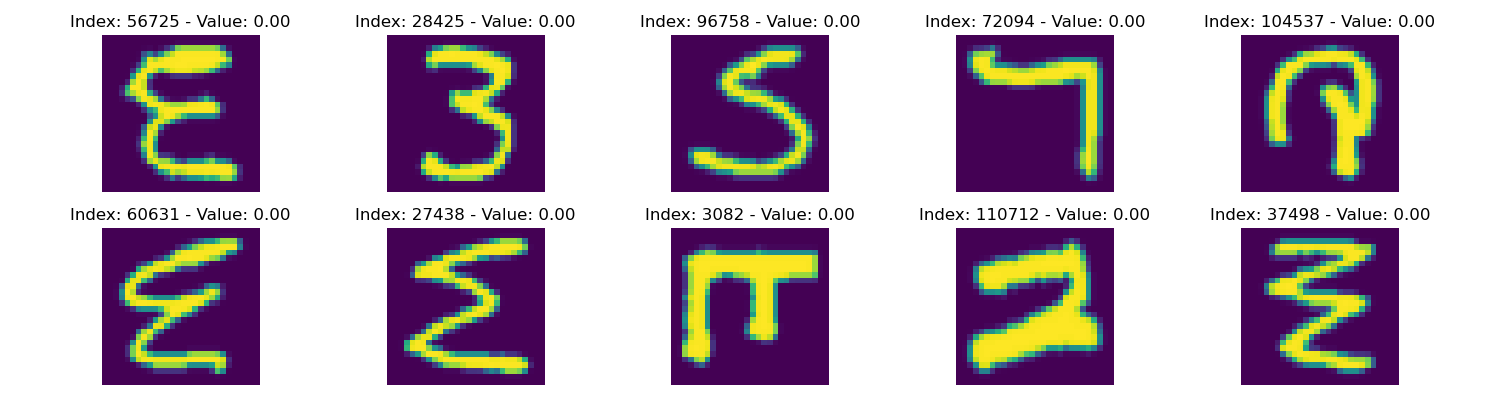 Index: 56725 - Value: 0.00 Index: 28425 - Value: 0.00 Index: 96758 - Value: 0.00 Index: 72094 - Value: 0.00 Index: 104537 - Value: 0.00
E 3 S
Index: 60631 - Value: 0.00 Index: 27438 - Value: 0.00 Index: 3082 - Value: 0.00 Index: 110712 - Value: 0.00 Index: 37498 - Value: 0.00